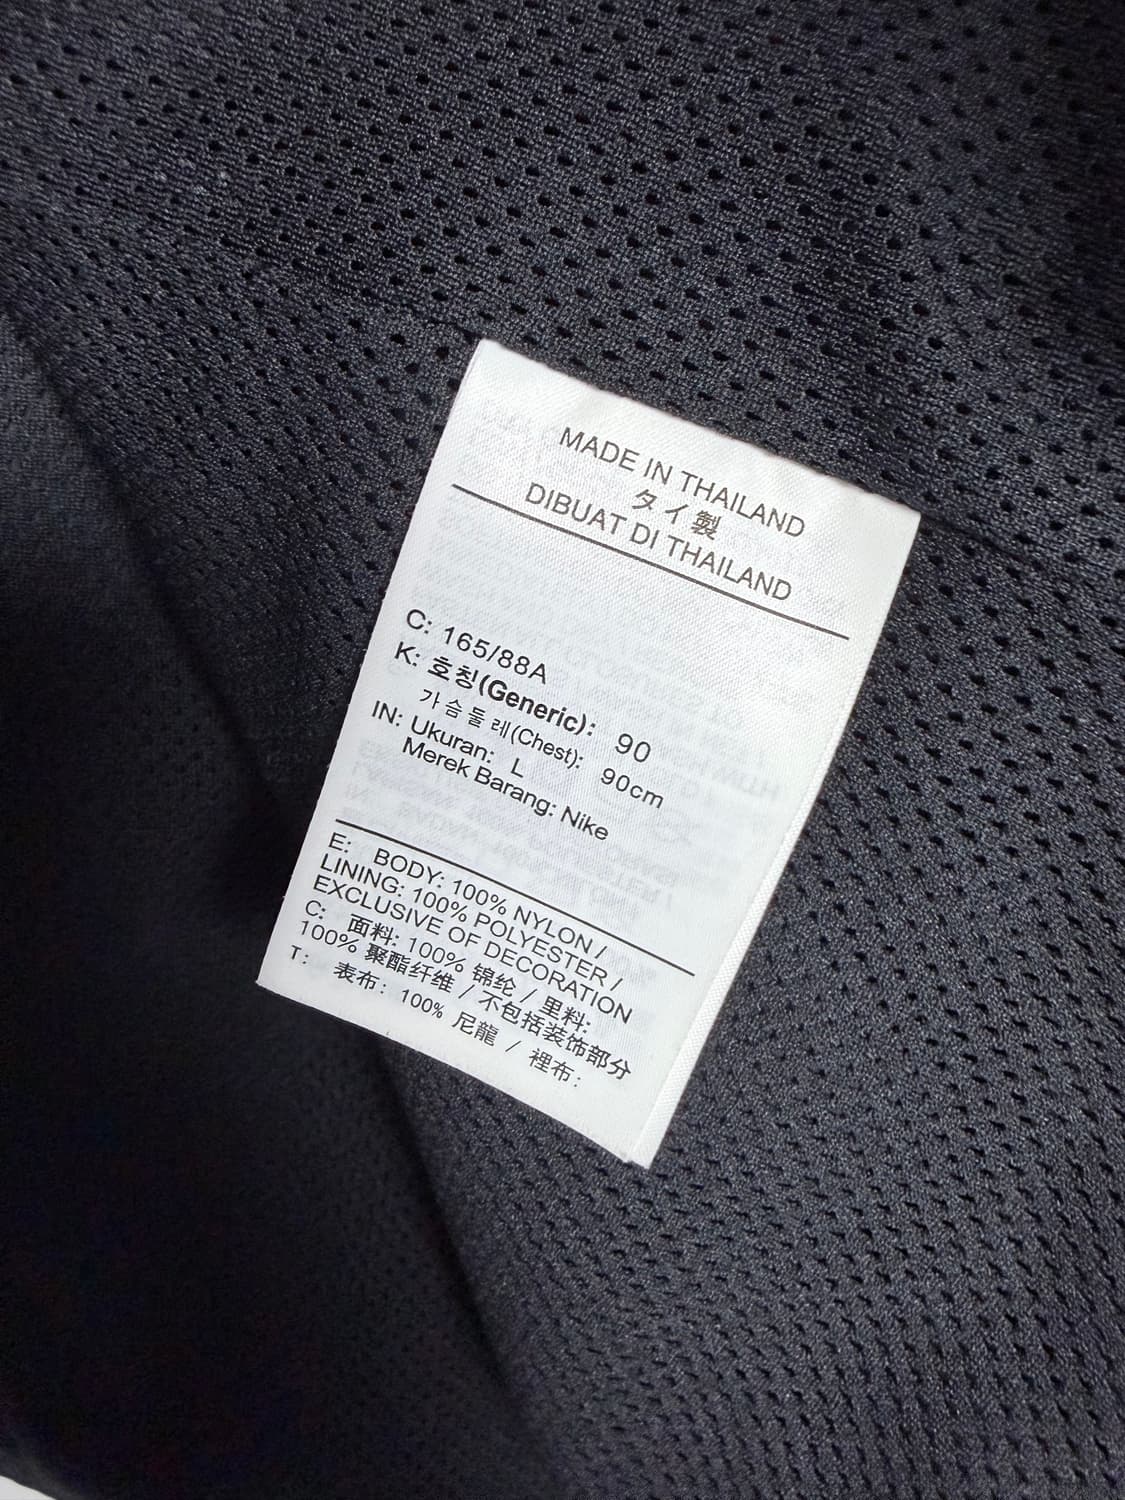 MADE IN THAILAND
タイ製
DIBUAT DI THAILAND
C: 165/88A
K: 호칭(Generic): 90
가슴둘레(Chest): 90cm
IN: Ukuran: L
Merek Barang: Nike
E: BODY: 100% NYLON /
LINING: 100% POLYESTER /
EXCLUSIVE OF DECORATION
C: 面料: 100% 锦纶 / 里料:
100% 聚酯纤维 / 不包括装饰部分
T: 表布: 100% 尼龍 / 裡布: